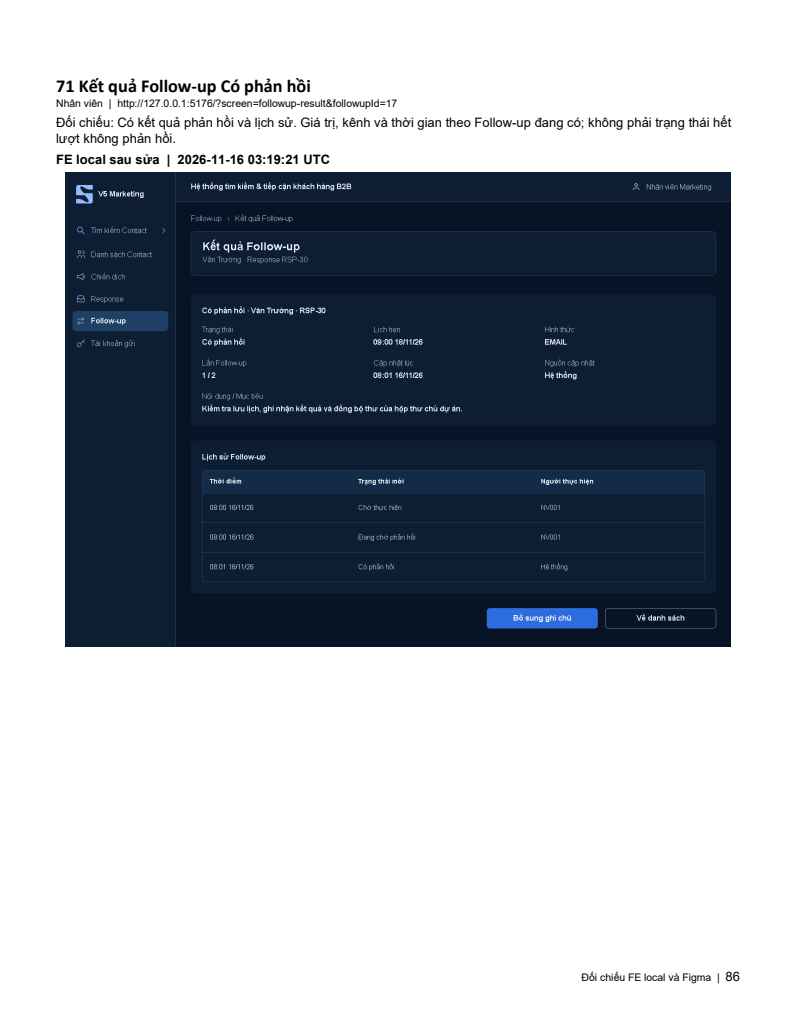 71 Kết quả Follow-up Có phản hồi
Nhân viên | http://127.0.0.1:5176/?screen=followup-result&followupId=17
Đối chiếu: Có kết quả phản hồi và lịch sử. Giá trị, kênh và thời gian theo Follow-up đang có; không phải trạng thái hết
lượt không phản hồi.
FE local sau sửa | 2026-11-16 03:19:21 UTC
V5 Marketing
Hệ thống tìm kiếm & tiếp cận khách hàng B2B
Nhân viên Marketing
Tìm kiếm Contact
Danh sách Contact
Chiến dịch
Response
Follow-up
Tài khoản gửi
Follow-up › Kết quả Follow-up
Kết quả Follow-up
Văn Trường · Response RSP-30
Có phản hồi · Văn Trường · RSP-30
Trạng thái Lịch hẹn Hình thức
Có phản hồi 09:00 18/11/26 EMAIL
Lần Follow-up Cập nhật lúc Nguồn cập nhật
1 / 2 08:01 16/11/26 Hệ thống
Nội dung / Mục tiêu
Kiểm tra lưu lịch, ghi nhận kết quả và đồng bộ thư của hộp thư chủ dự án.
Lịch sử Follow-up
Thời điểm Trạng thái mới Người thực hiện
08:00 16/11/26 Chờ thực hiện NV001
08:00 16/11/26 Đang chờ phản hồi NV001
08:01 16/11/26 Có phản hồi Hệ thống
Bổ sung ghi chú Về danh sách
Đối chiếu FE local và Figma | 86